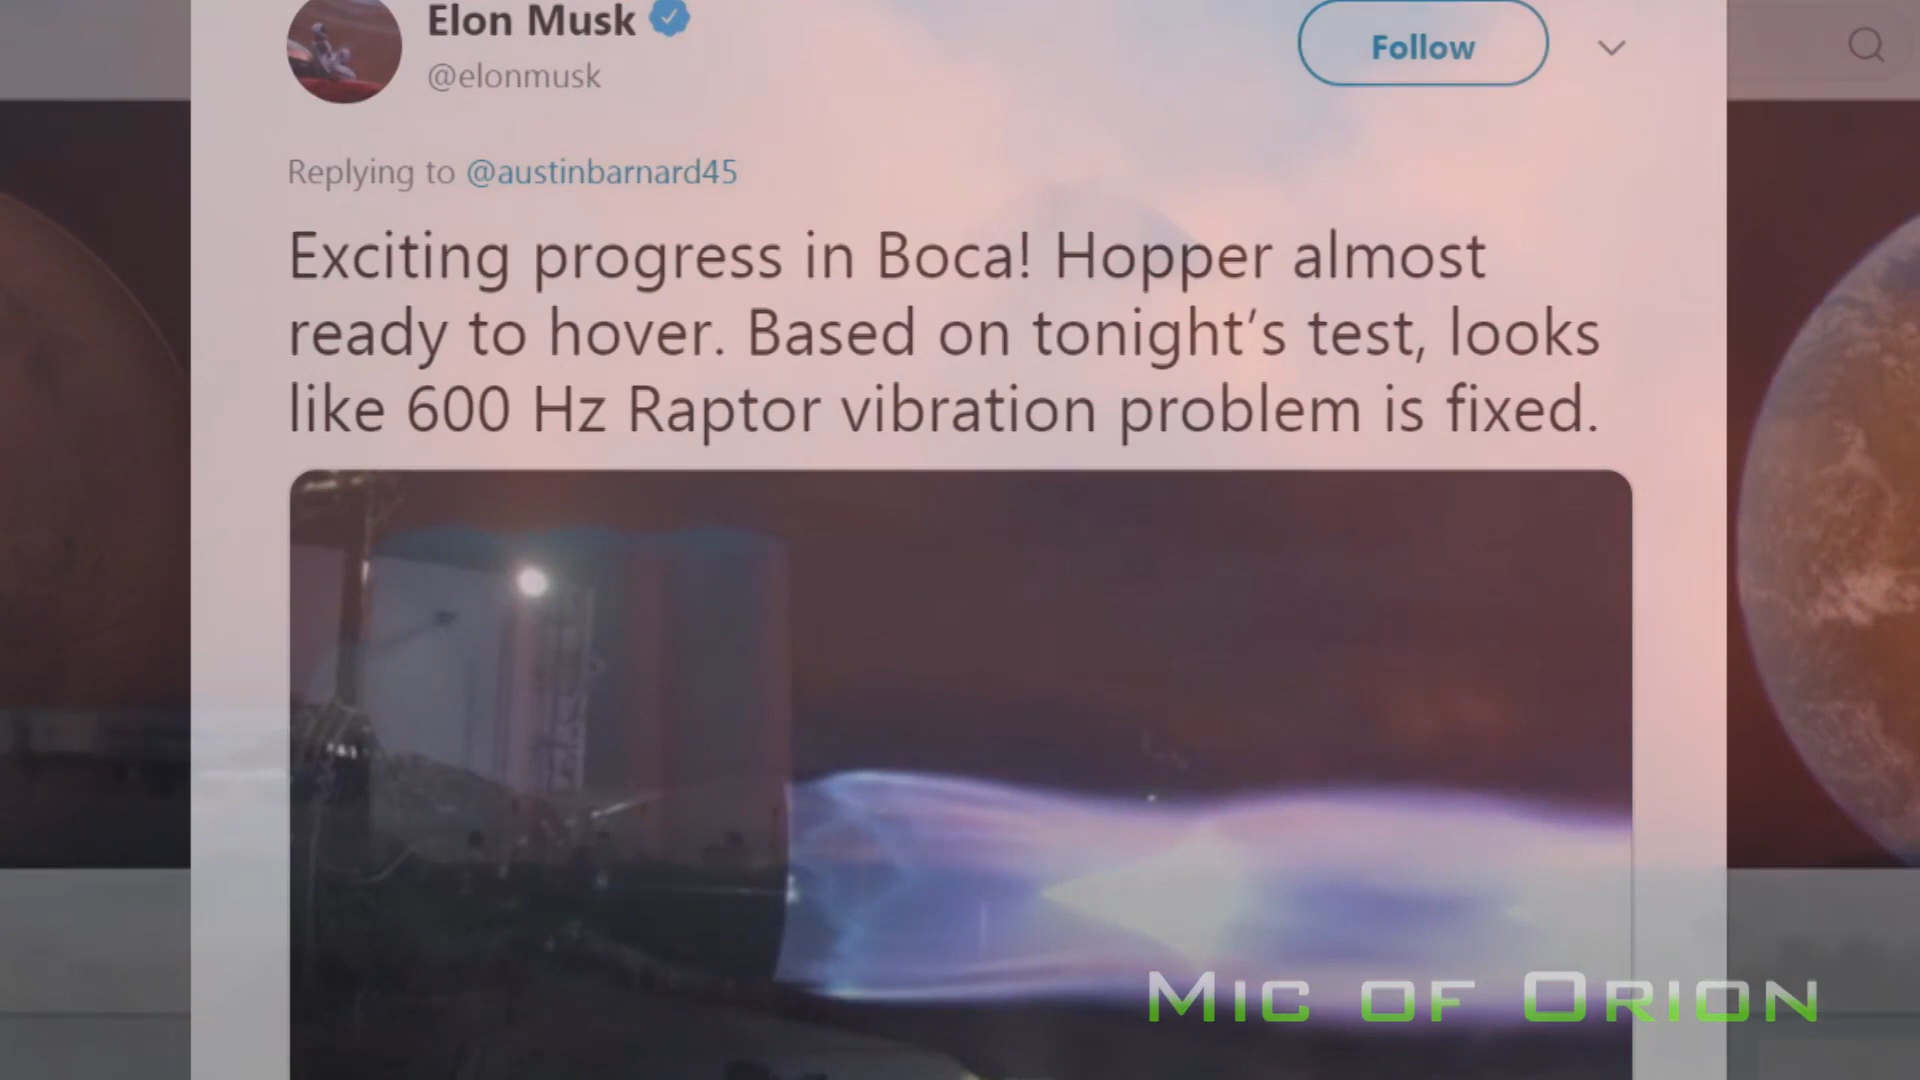 Elon Musk
@elonmusk
Follow
Replying to @austinbarnard45
Exciting progress in Boca! Hopper almost
ready to hover. Based on tonight's test, looks
like 600 Hz Raptor vibration problem is fixed.
Mic of Orion